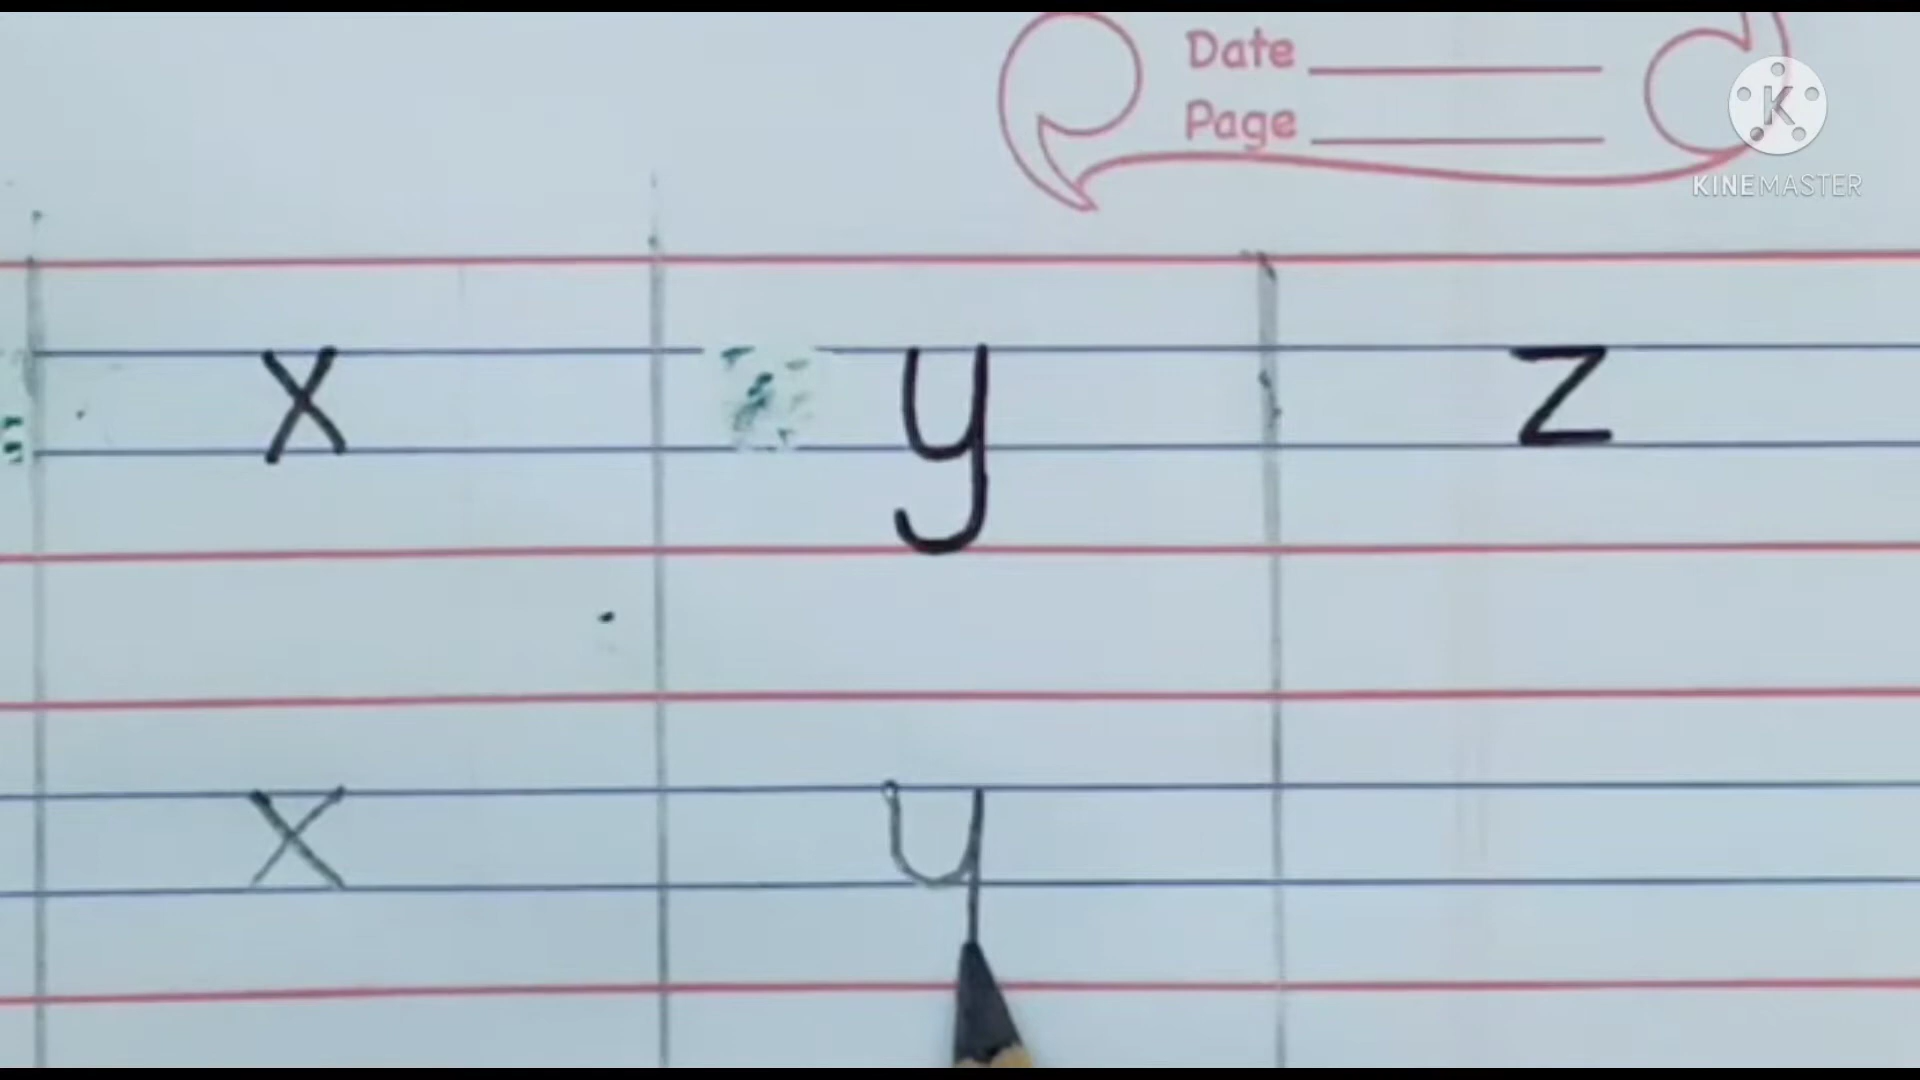 Date
Page
KINEMASTER
x y z
x y